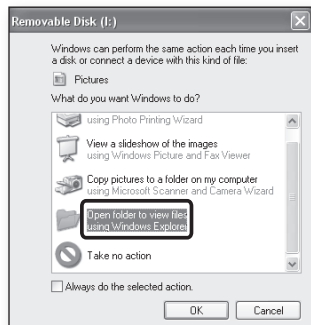 Removable Disk (I:)
Windows can perform the same action each time you insert
a disk or connect a device with this kind of file:
Pictures
What do you want Windows to do?
using Photo Printing Wizard
View a slideshow of the images
using Windows Picture and Fax Viewer
Copy pictures to a folder on my computer
using Microsoft Scanner and Camera Wizard
Open folder to view files
using Windows Explorer
Take no action
Always do the selected action.
OK
Cancel